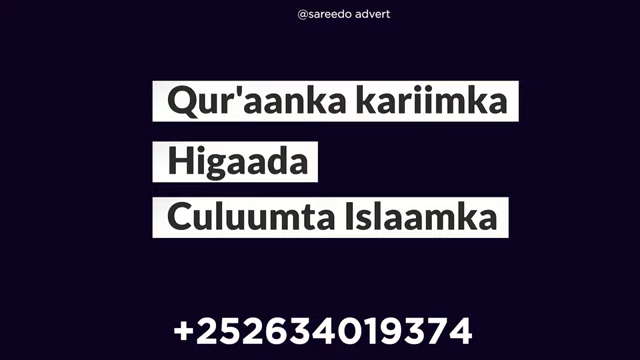 @sareedo advert
Qur'aanka kariimka
Higaada
Culuumta Islaamka
+252634019374